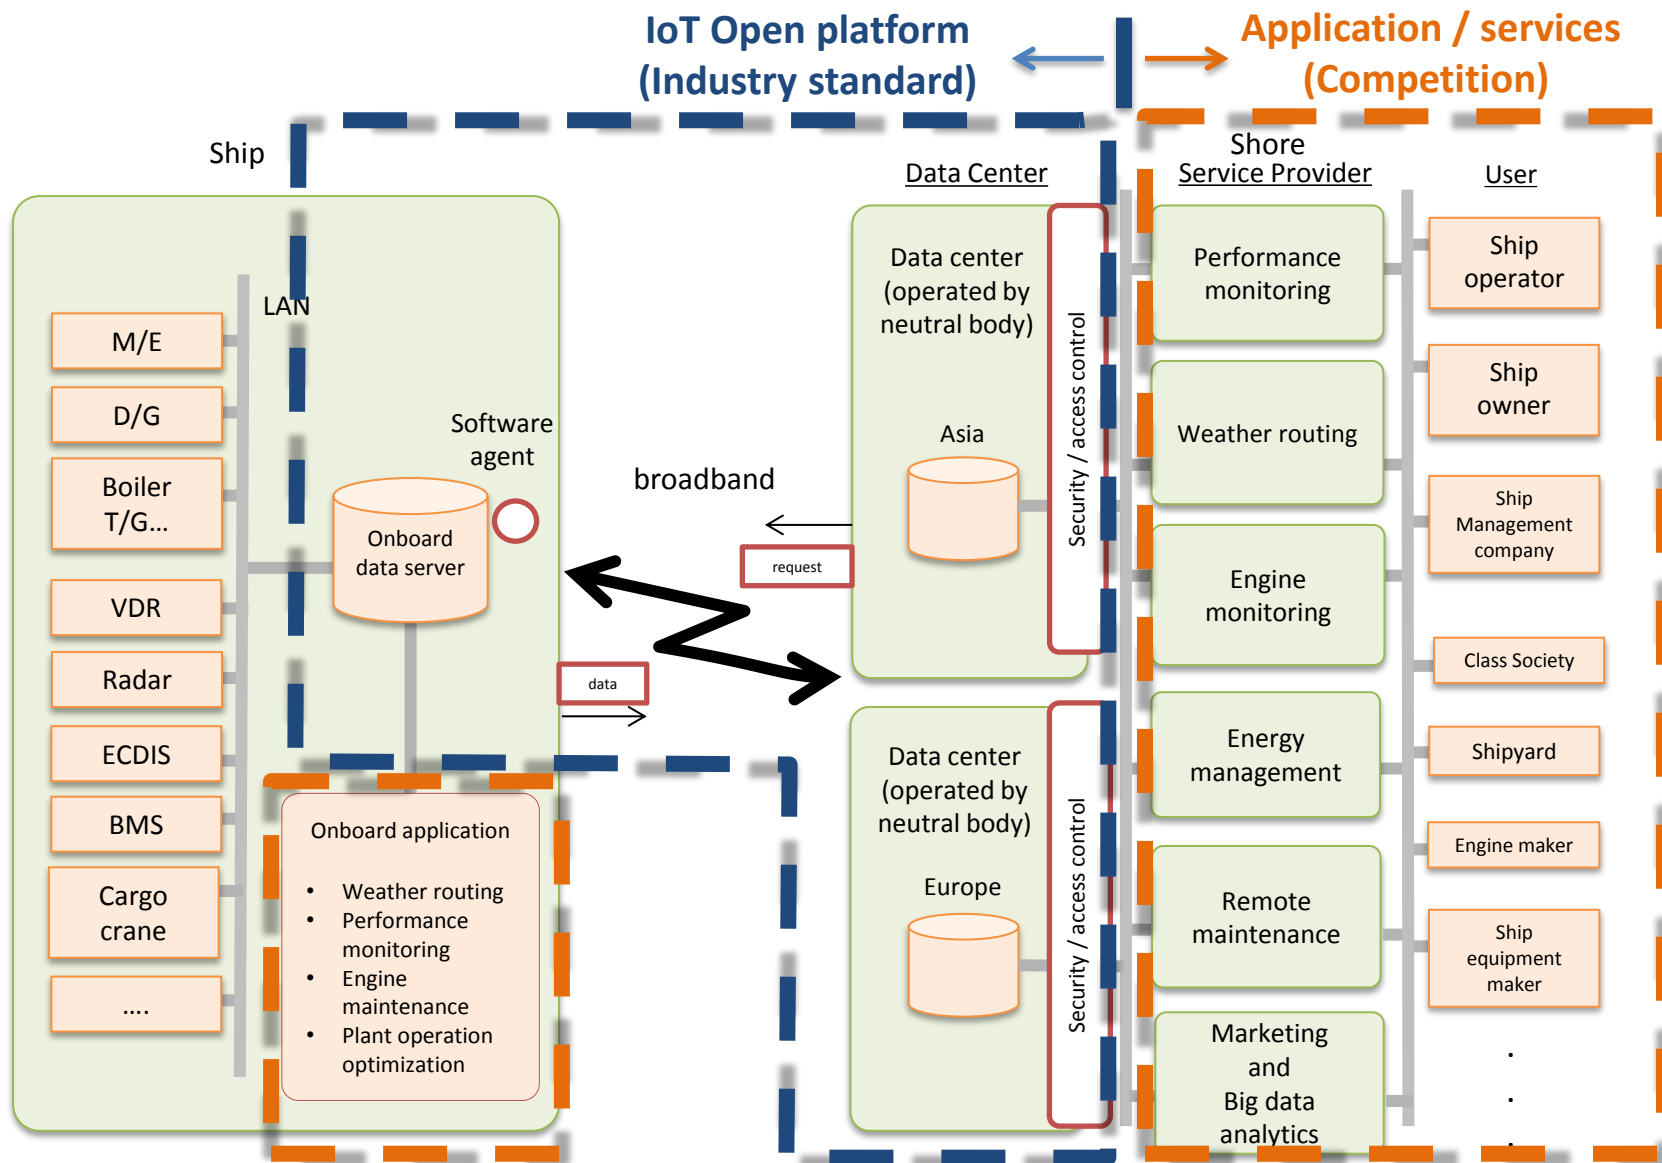 IoT Open platform
(Industry standard)
Application / services
(Competition)
Ship
LAN
M/E
D/G
Boiler
T/G...
VDR
Radar
ECDIS
BMS
Cargo
crane
....
Software
agent
Onboard
data server
Onboard application
• Weather routing
• Performance
monitoring
• Engine
maintenance
• Plant operation
optimization
broadband
request
data
Data Center
Data center
(operated by
neutral body)
Asia
Security / access control
Data center
(operated by
neutral body)
Europe
Security / access control
Shore
Service Provider
Performance
monitoring
Weather routing
Engine
monitoring
Energy
management
Remote
maintenance
Marketing
and
Big data
analytics
User
Ship
operator
Ship
owner
Ship
Management
company
Class Society
Shipyard
Engine maker
Ship
equipment
maker
.
.
.